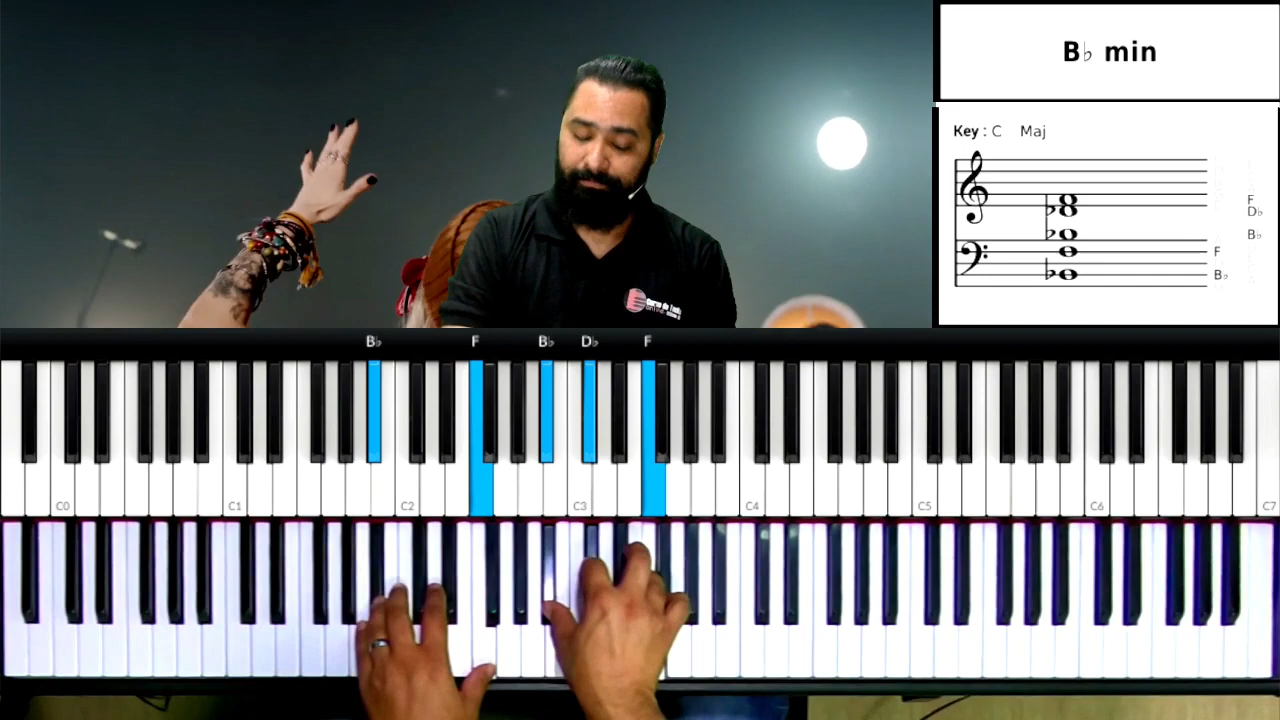 B♭ min
Key : C Maj
F
D♭
B♭
F
B♭
B♭ F B♭ D♭ F
C0 C1 C2 C3 C4 C5 C6 C7